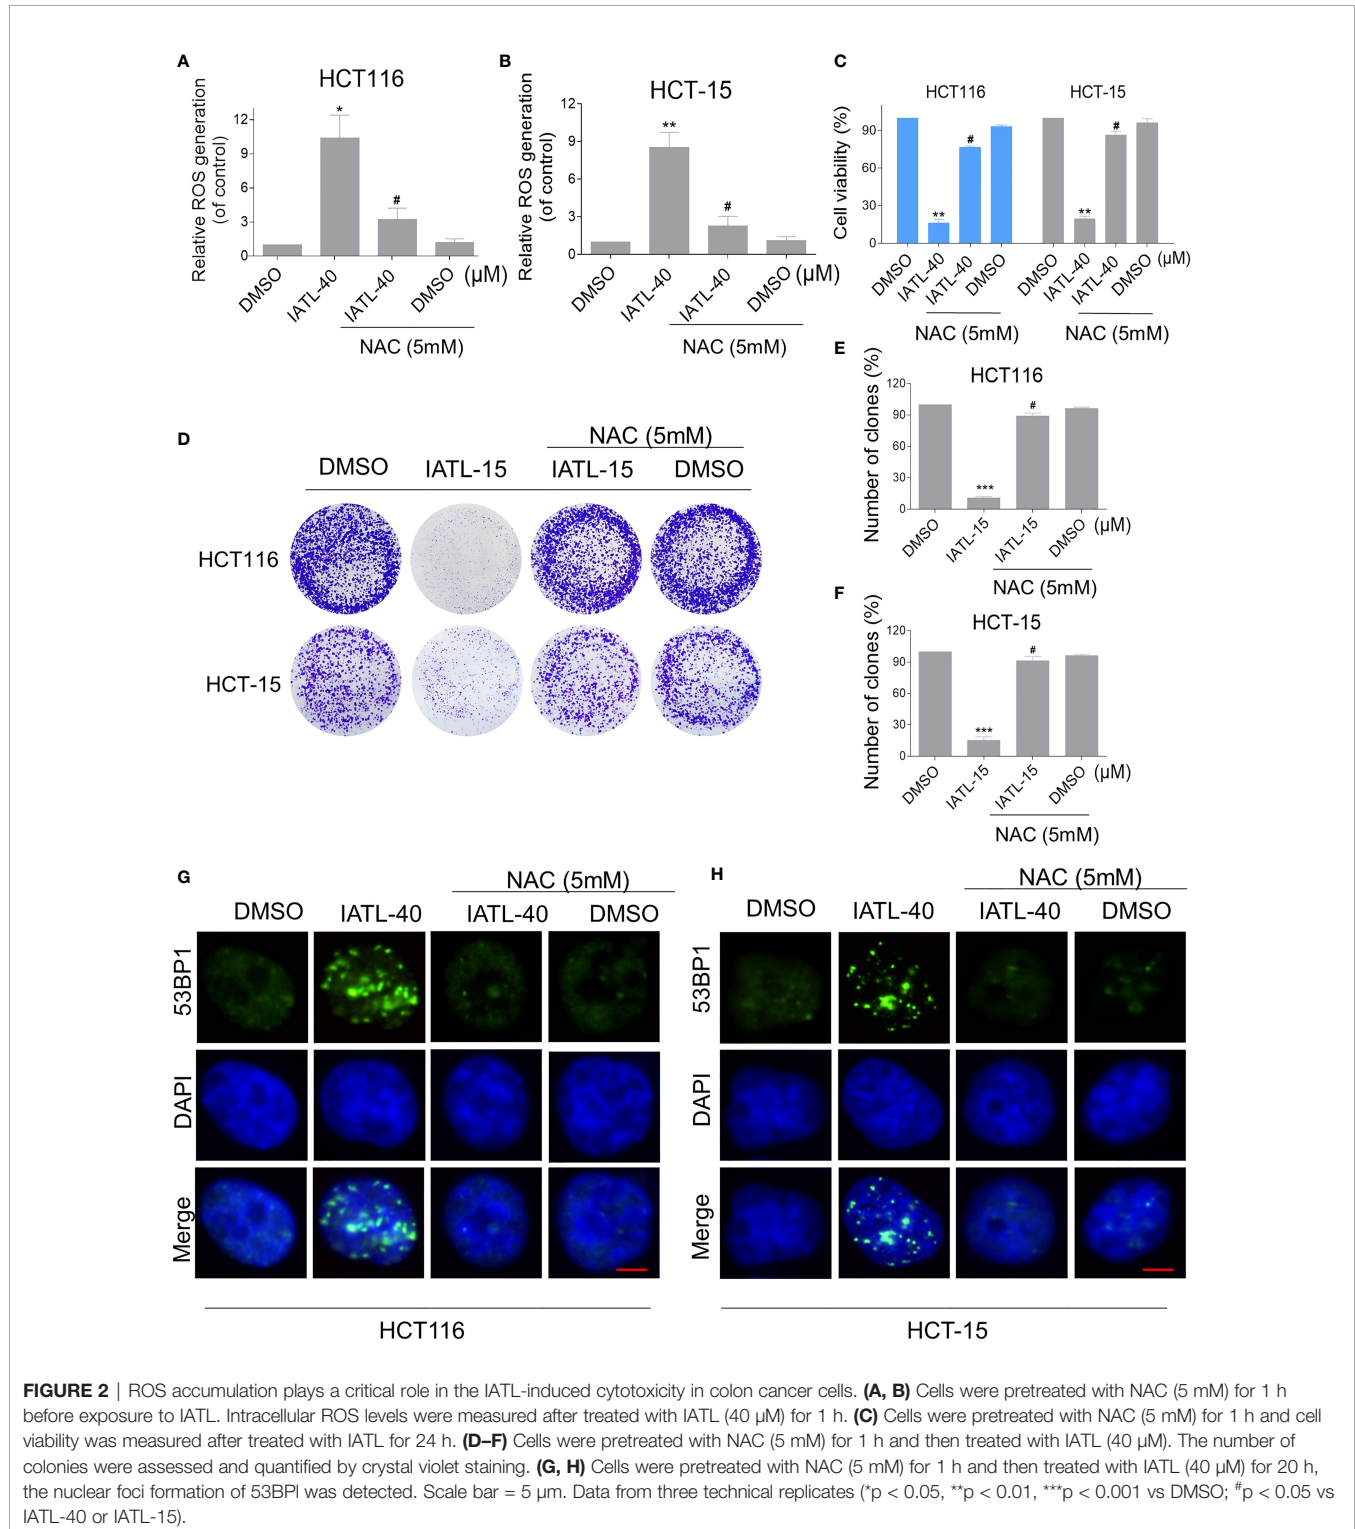 A
HCT116
Relative ROS generation
(of control)
12
9
6
3
0
*
#
DMSO
IATL-40
IATL-40
DMSO
(µM)
NAC (5mM)
B
HCT-15
Relative ROS generation
(of control)
12
9
6
3
0
**
#
DMSO
IATL-40
IATL-40
DMSO
(µM)
NAC (5mM)
C
HCT116
HCT-15
Cell viability (%)
90
60
30
0
**
#
**
#
DMSO
IATL-40
IATL-40
DMSO
DMSO
IATL-40
IATL-40
DMSO
(µM)
NAC (5mM)
NAC (5mM)
D
NAC (5mM)
DMSO
IATL-15
IATL-15
DMSO
HCT116
HCT-15
E
HCT116
Number of clones (%)
120
90
60
30
0
***
#
DMSO
IATL-15
IATL-15
DMSO
(µM)
NAC (5mM)
F
HCT-15
Number of clones (%)
120
90
60
30
0
***
#
DMSO
IATL-15
IATL-15
DMSO
(µM)
NAC (5mM)
G
NAC (5mM)
DMSO
IATL-40
IATL-40
DMSO
53BP1
DAPI
Merge
HCT116
H
NAC (5mM)
DMSO
IATL-40
IATL-40
DMSO
53BP1
DAPI
Merge
HCT-15
FIGURE 2 | ROS accumulation plays a critical role in the IATL-induced cytotoxicity in colon cancer cells. (A, B) Cells were pretreated with NAC (5 mM) for 1 h
before exposure to IATL. Intracellular ROS levels were measured after treated with IATL (40 µM) for 1 h. (C) Cells were pretreated with NAC (5 mM) for 1 h and cell
viability was measured after treated with IATL for 24 h. (D–F) Cells were pretreated with NAC (5 mM) for 1 h and then treated with IATL (40 µM). The number of
colonies were assessed and quantified by crystal violet staining. (G, H) Cells were pretreated with NAC (5 mM) for 1 h and then treated with IATL (40 µM) for 20 h,
the nuclear foci formation of 53BPl was detected. Scale bar = 5 µm. Data from three technical replicates (*p < 0.05, **p < 0.01, ***p < 0.001 vs DMSO; #p < 0.05 vs
IATL-40 or IATL-15).